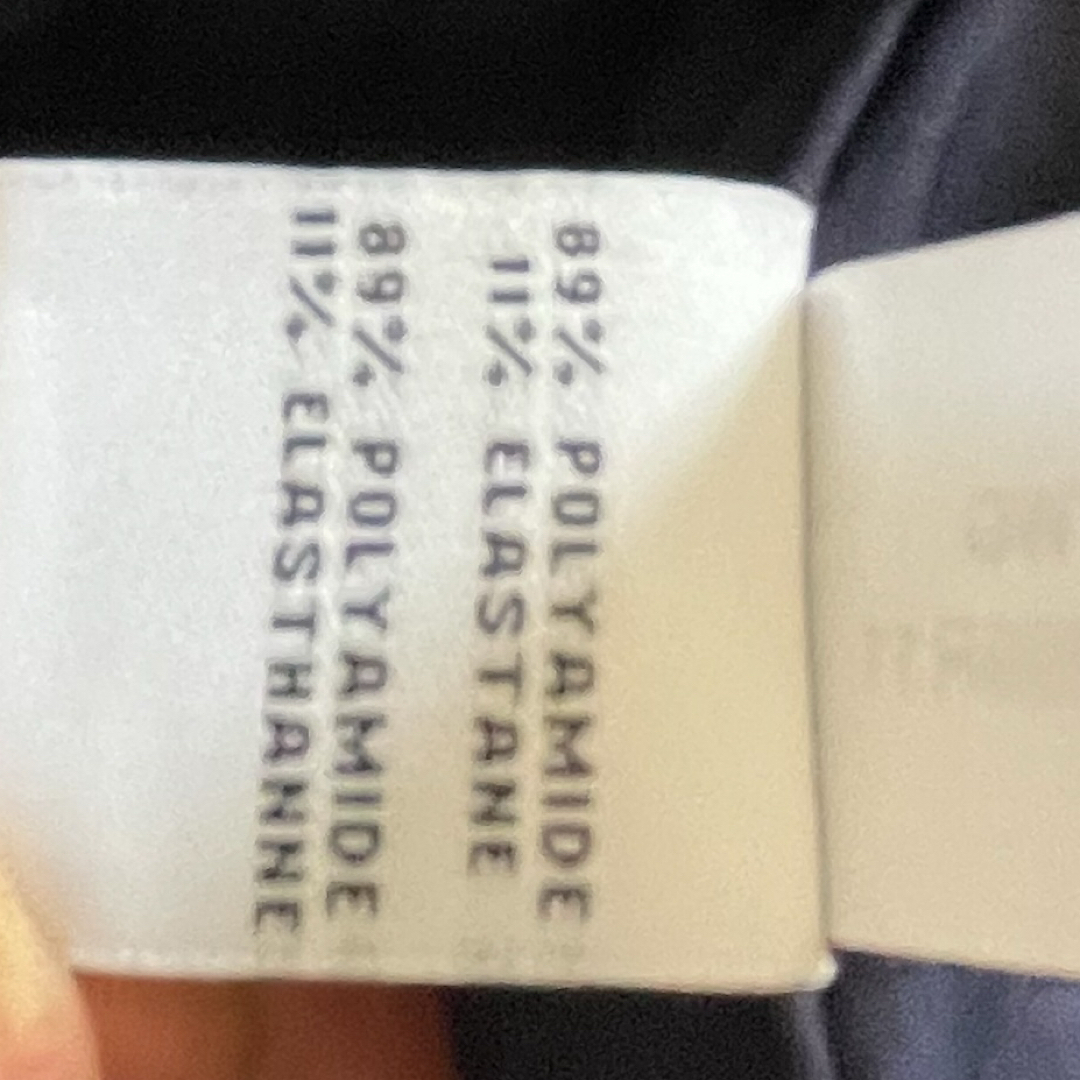 89% POLYAMIDE
11% ELASTANE
89% POLYAMIDE
11% ELASTHANNE